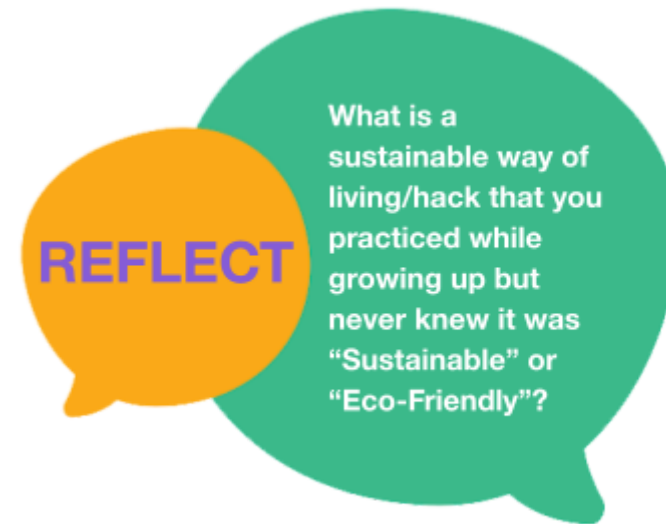 REFLECT
What is a
sustainable way of
living/hack that you
practiced while
growing up but
never knew it was
“Sustainable” or
“Eco-Friendly”?